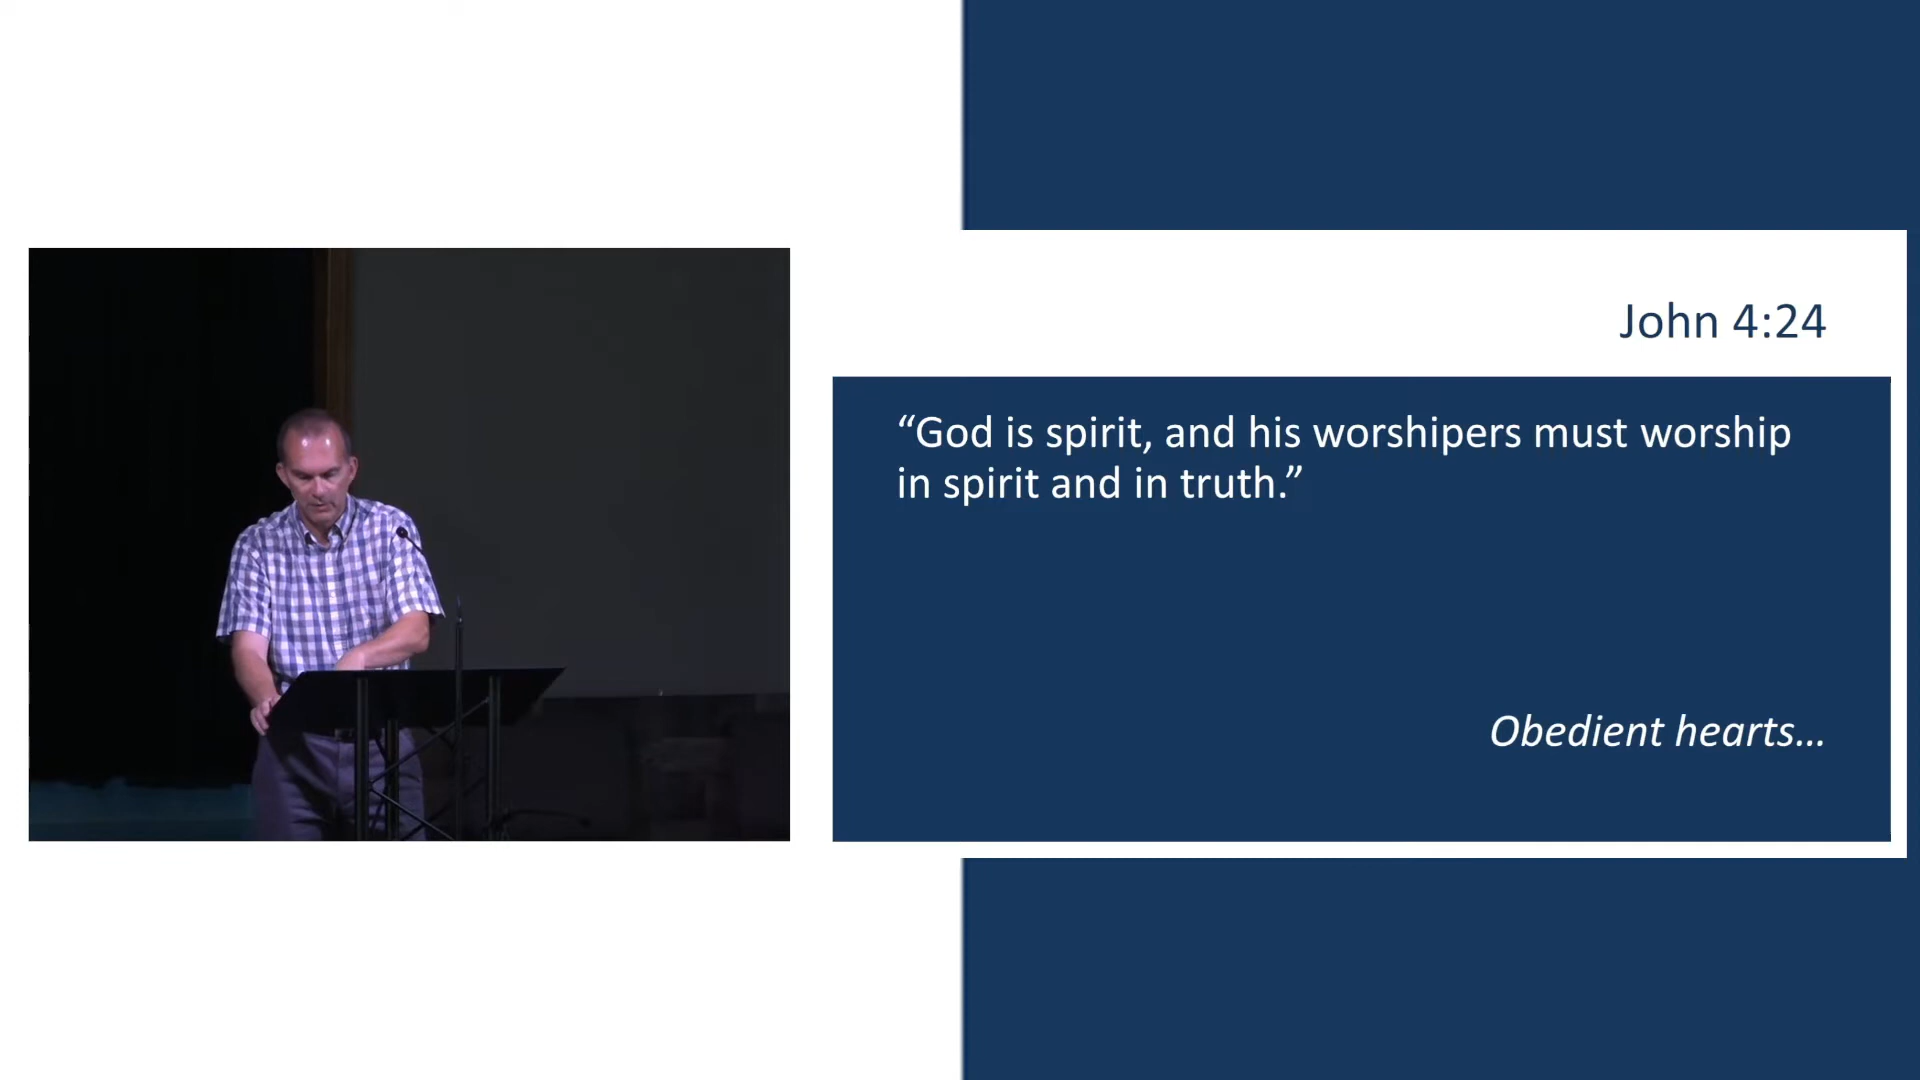 John 4:24
“God is spirit, and his worshipers must worship
in spirit and in truth.”
Obedient hearts…